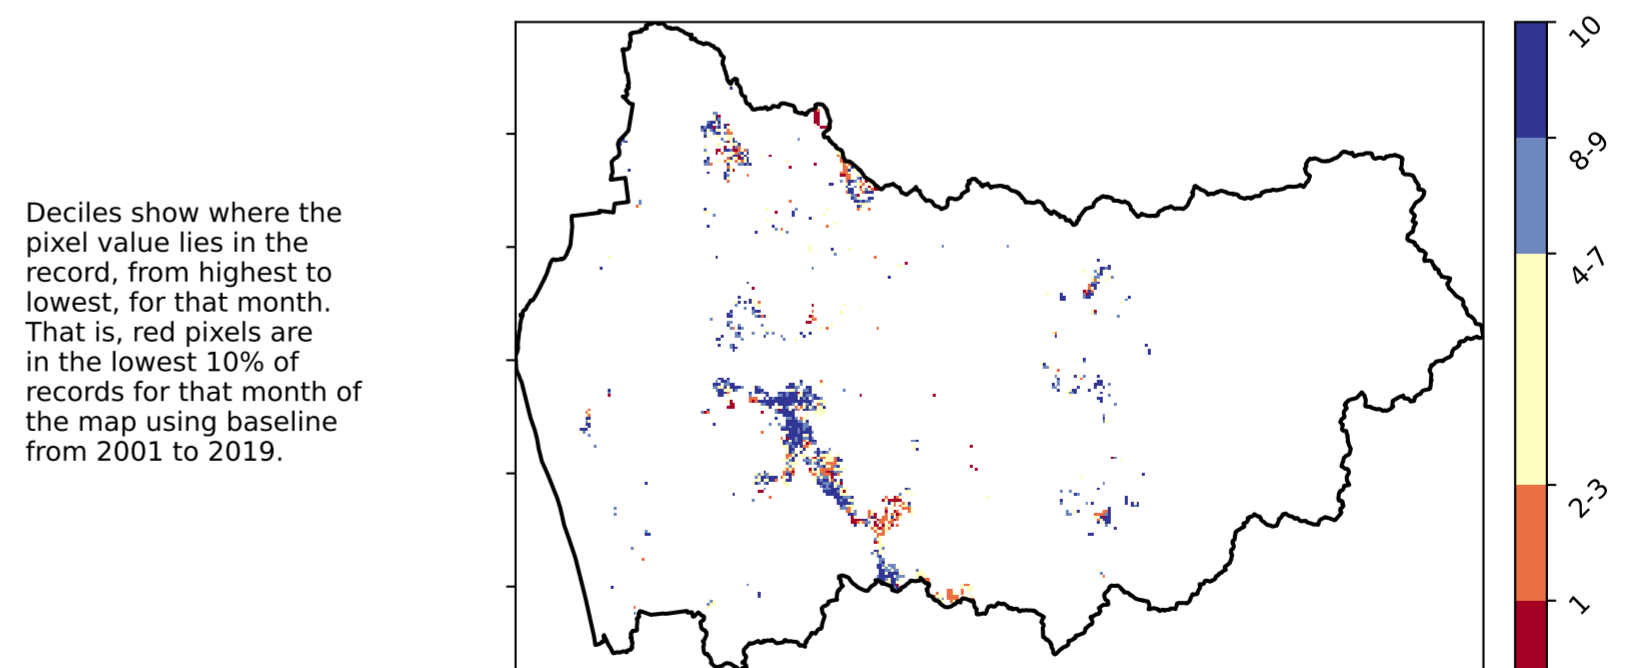 Deciles show where the
pixel value lies in the
record, from highest to
lowest, for that month.
That is, red pixels are
in the lowest 10% of
records for that month of
the map using baseline
from 2001 to 2019.
10
8-9
4-7
2-3
1